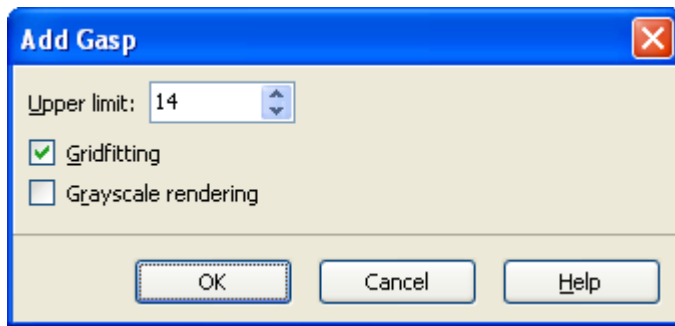 Add Gasp
Upper limit: 14
Gridfitting
Grayscale rendering
OK Cancel Help